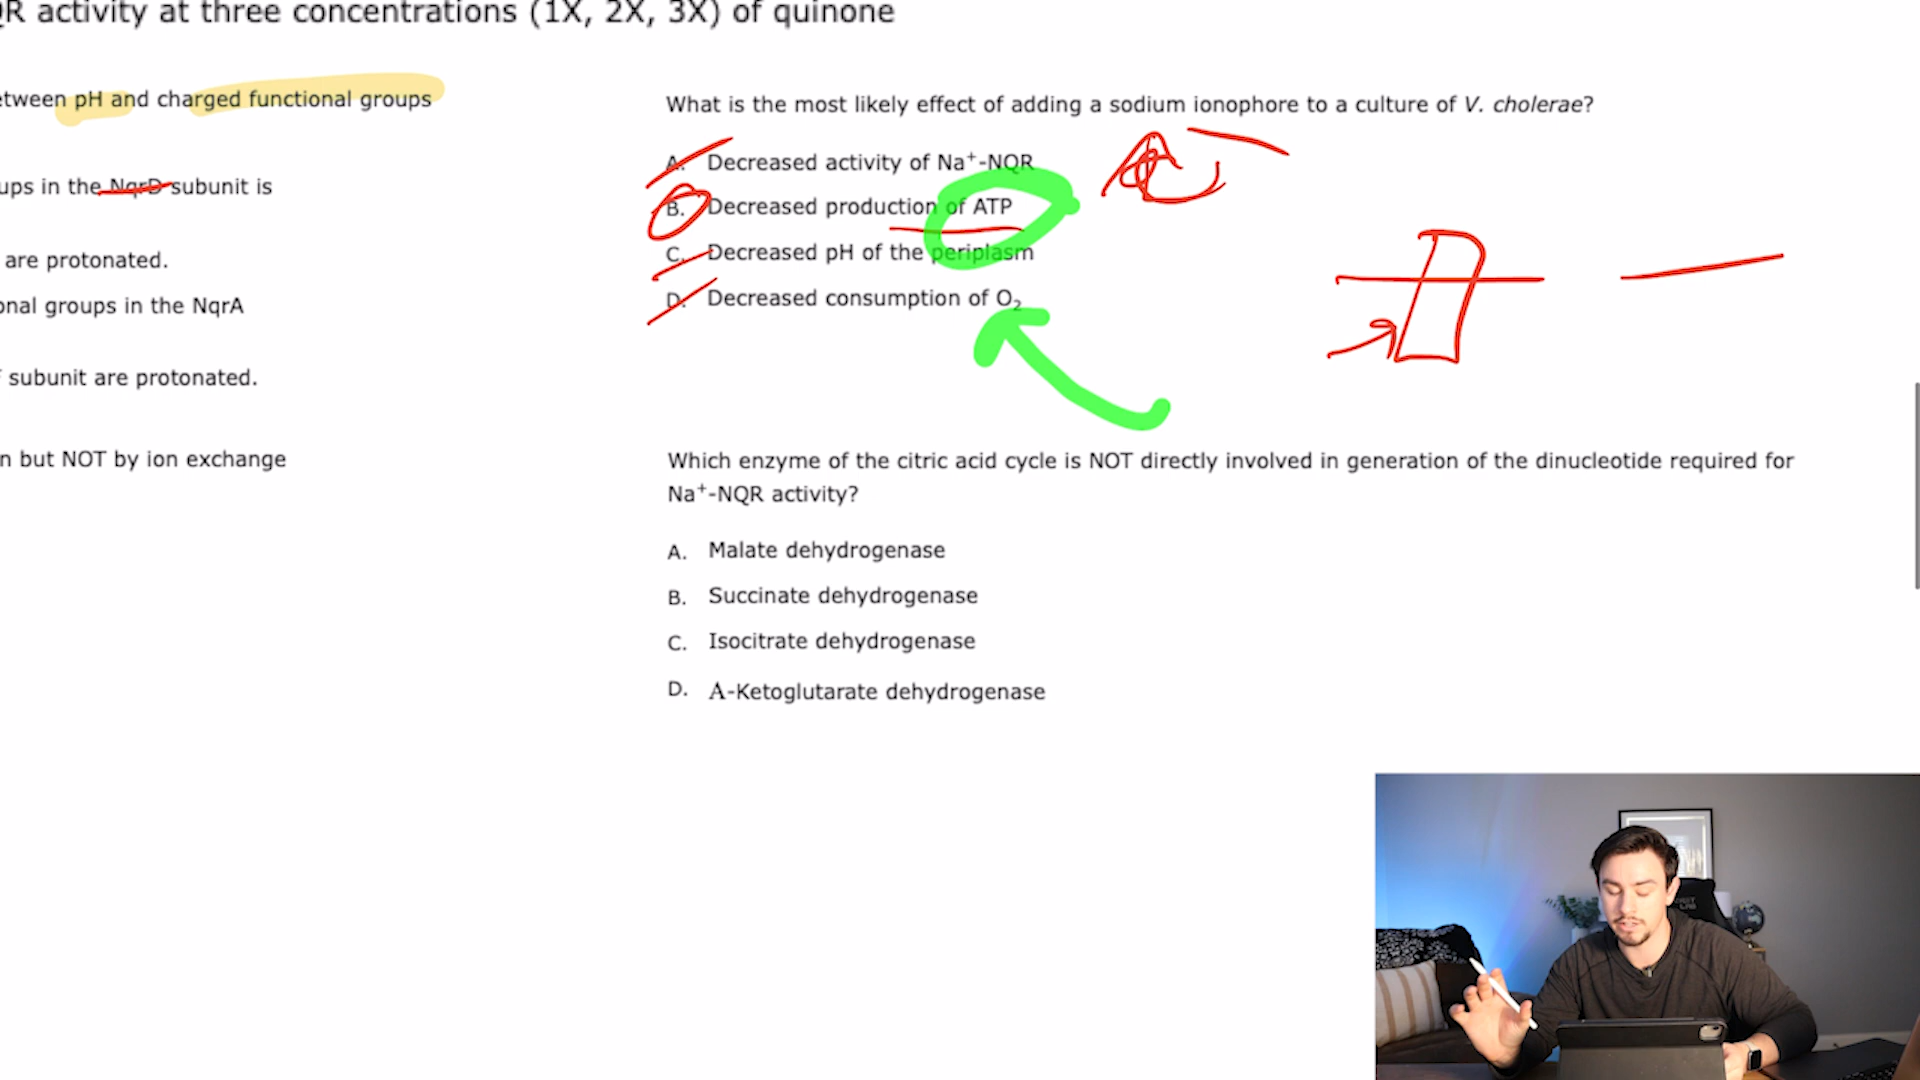 QR activity at three concentrations (1X, 2X, 3X) of quinone
etween pH and charged functional groups
ups in the NqrD subunit is
are protonated.
onal groups in the NqrA
subunit are protonated.
n but NOT by ion exchange
What is the most likely effect of adding a sodium ionophore to a culture of V. cholerae?
A. Decreased activity of Na⁺-NQR
B. Decreased production of ATP
C. Decreased pH of the periplasm
D. Decreased consumption of O₂
Which enzyme of the citric acid cycle is NOT directly involved in generation of the dinucleotide required for
Na⁺-NQR activity?
A. Malate dehydrogenase
B. Succinate dehydrogenase
C. Isocitrate dehydrogenase
D. A-Ketoglutarate dehydrogenase